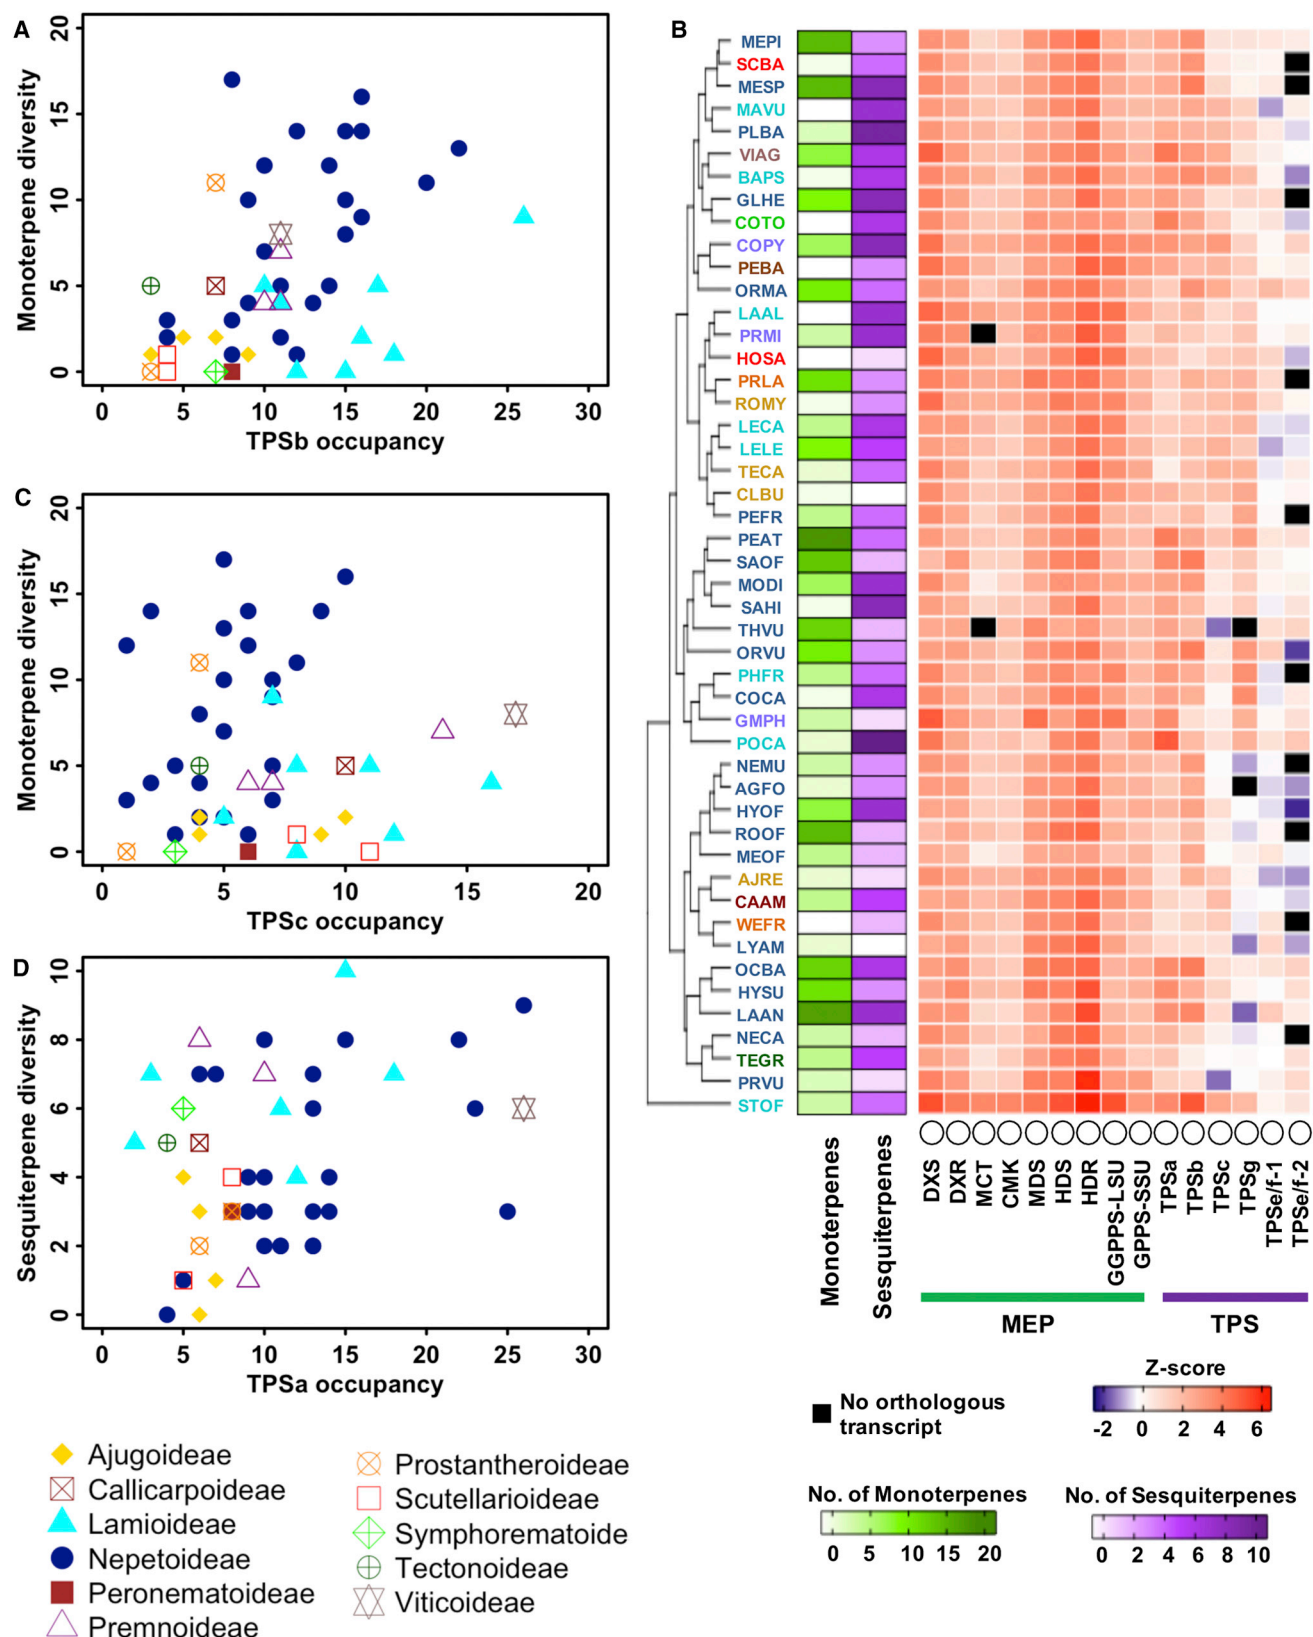 A
Monoterpene diversity
20
15
10
5
0
0 5 10 15 20 25 30
TPSb occupancy
C
Monoterpene diversity
20
15
10
5
0
0 5 10 15 20
TPSc occupancy
D
Sesquiterpene diversity
10
8
6
4
2
0
0 5 10 15 20 25 30
TPSa occupancy
Ajugoideae
Callicarpoideae
Lamioideae
Nepetoideae
Peronematoideae
Premnoideae
Prostantheroideae
Scutellarioideae
Symphorematoide
Tectonoideae
Viticoideae
B
MEPI
SCBA
MESP
MAVU
PLBA
VIAG
BAPS
GLHE
COTO
COPY
PEBA
ORMA
LAAL
PRMI
HOSA
PRLA
ROMY
LECA
LELE
TECA
CLBU
PEFR
PEAT
SAOF
MODI
SAHI
THVU
ORVU
PHFR
COCA
GMPH
POCA
NEMU
AGFO
HYOF
ROOF
MEOF
AJRE
CAAM
WEFR
LYAM
OCBA
HYSU
LAAN
NECA
TEGR
PRVU
STOF
Monoterpenes
Sesquiterpenes
DXS
DXR
MCT
CMK
MDS
HDS
HDR
GGPPS-LSU
GPPS-SSU
TPSa
TPSb
TPSc
TPSg
TPSe/f-1
TPSe/f-2
MEP
TPS
No orthologous
transcript
Z-score
-2 0 2 4 6
No. of Monoterpenes
0 5 10 15 20
No. of Sesquiterpenes
0 2 4 6 8 10